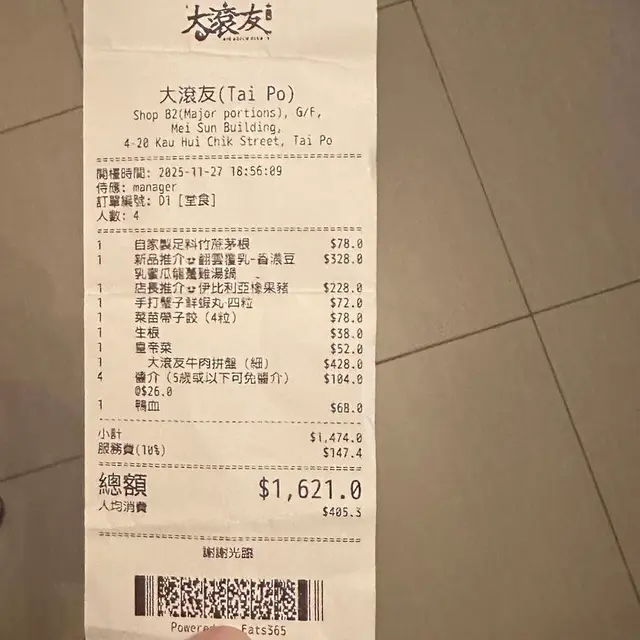 大滾友
大滾友(Tai Po)
Shop B2(Major portions), G/F,
Mei Sun Building,
4-20 Kau Hui Chik Street, Tai Po
開檯時間: 2025-11-27 18:56:09
侍應: manager
訂單編號: D1 [堂食]
人數: 4
1 自家製足料竹蔗茅根 $78.0
1 新品推介 翻雲覆乳-香濃豆 $328.0
乳蜜瓜龍躉雞湯鍋
1 店長推介 伊比利亞橡果豬 $228.0
1 手打蟹子鮮蝦丸 四粒 $72.0
1 菜苗帶子餃 (4粒) $78.0
1 生根 $38.0
1 皇帝菜 $52.0
1 大滾友牛肉拼盤 (細) $428.0
4 醬介 (5歲或以下可免醬介) $104.0
@$26.0
1 鴨血 $68.0
小計 $1,474.0
服務費(10%) $147.4
總額 $1,621.0
人均消費 $405.3
謝謝光臨
Powered Eats365